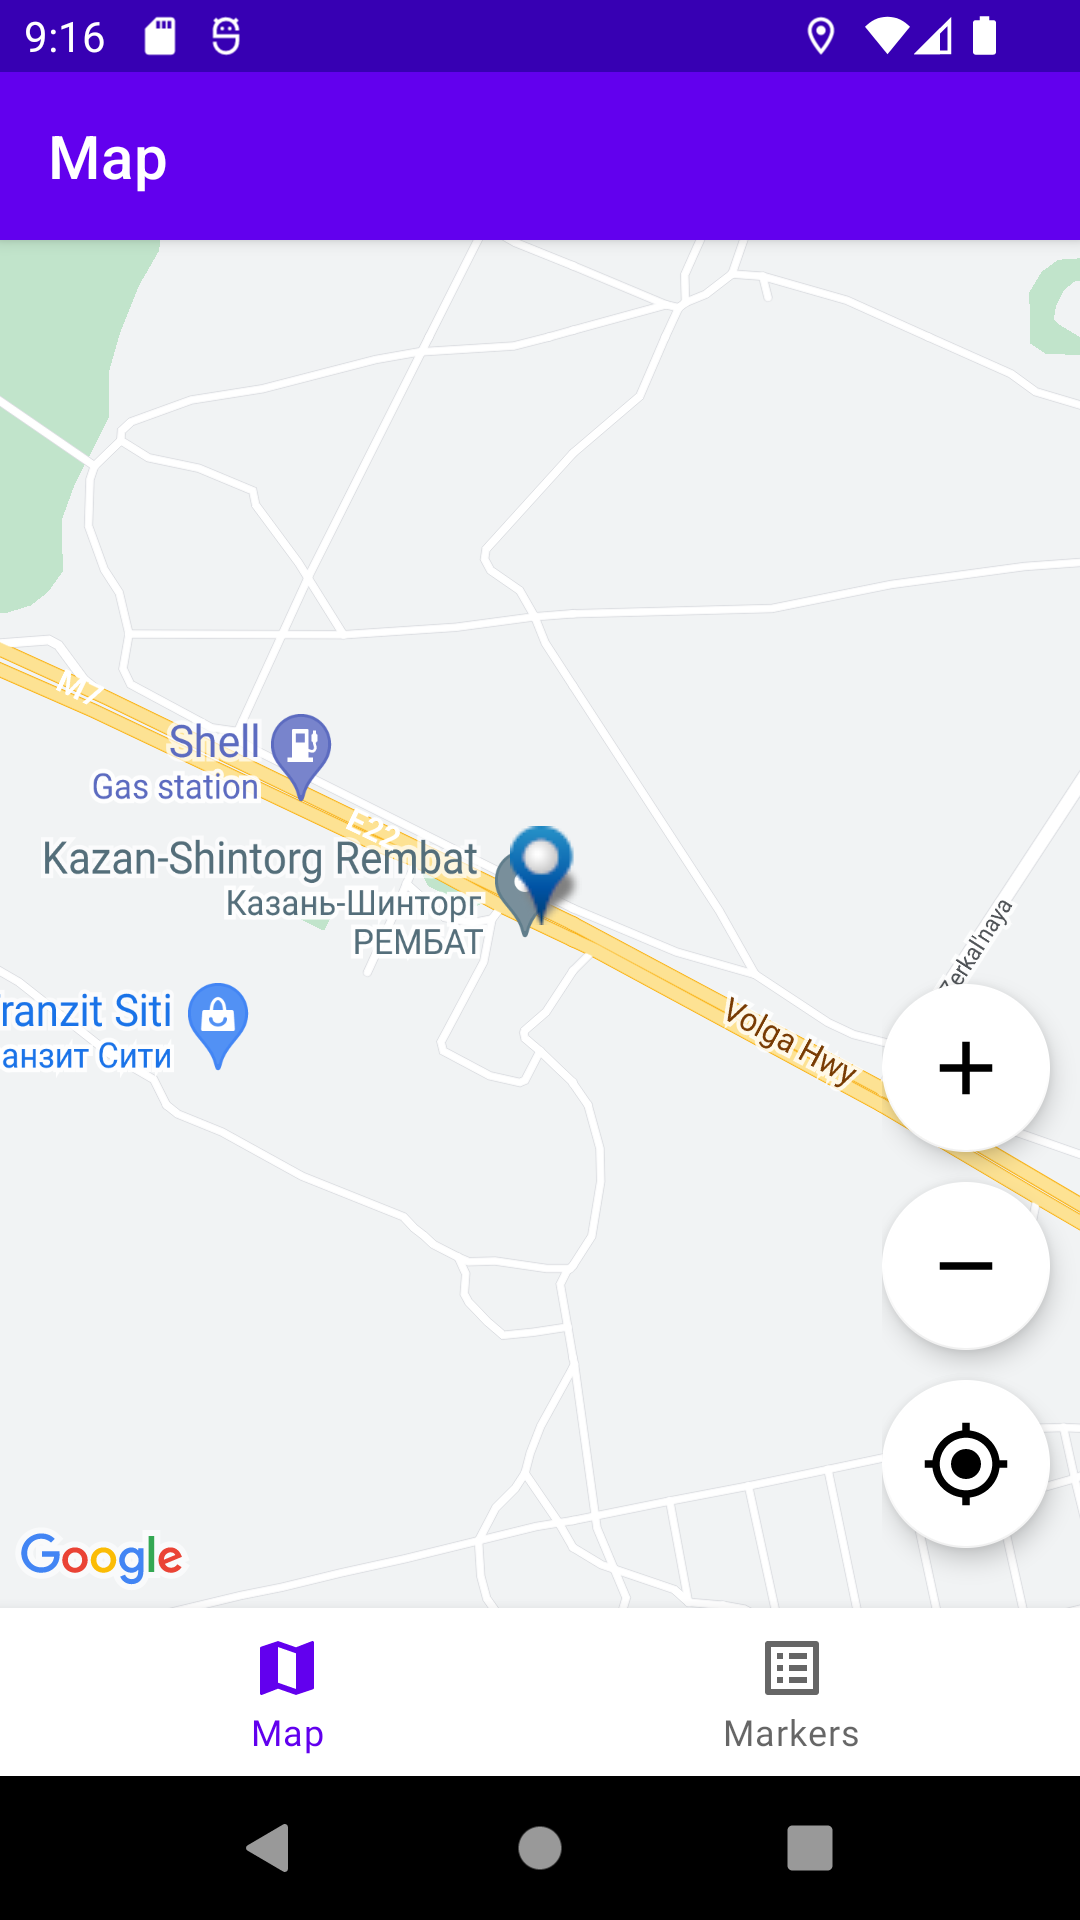 9:16
Map
M7
Shell
Gas station
E22
Kazan-Shintorg Rembat
Казань-Шинторг
РЕМБАТ
Zerkal'naya
ranzit Siti
анзит Сити
Volga Hwy
Google
Map
Markers